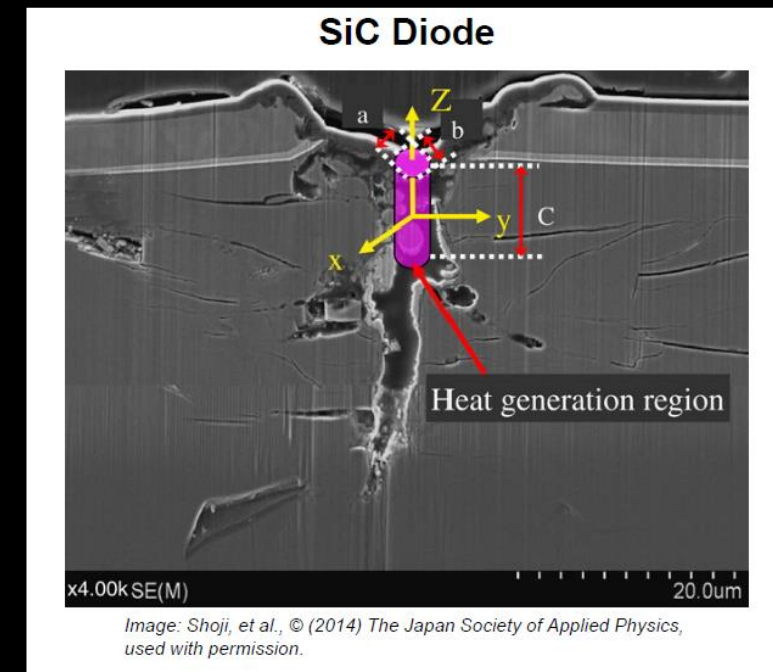 SiC Diode
a
Z
b
C
y
x
Heat generation region
x4.00k SE(M)
20.0um
Image: Shoji, et al., © (2014) The Japan Society of Applied Physics,
used with permission.